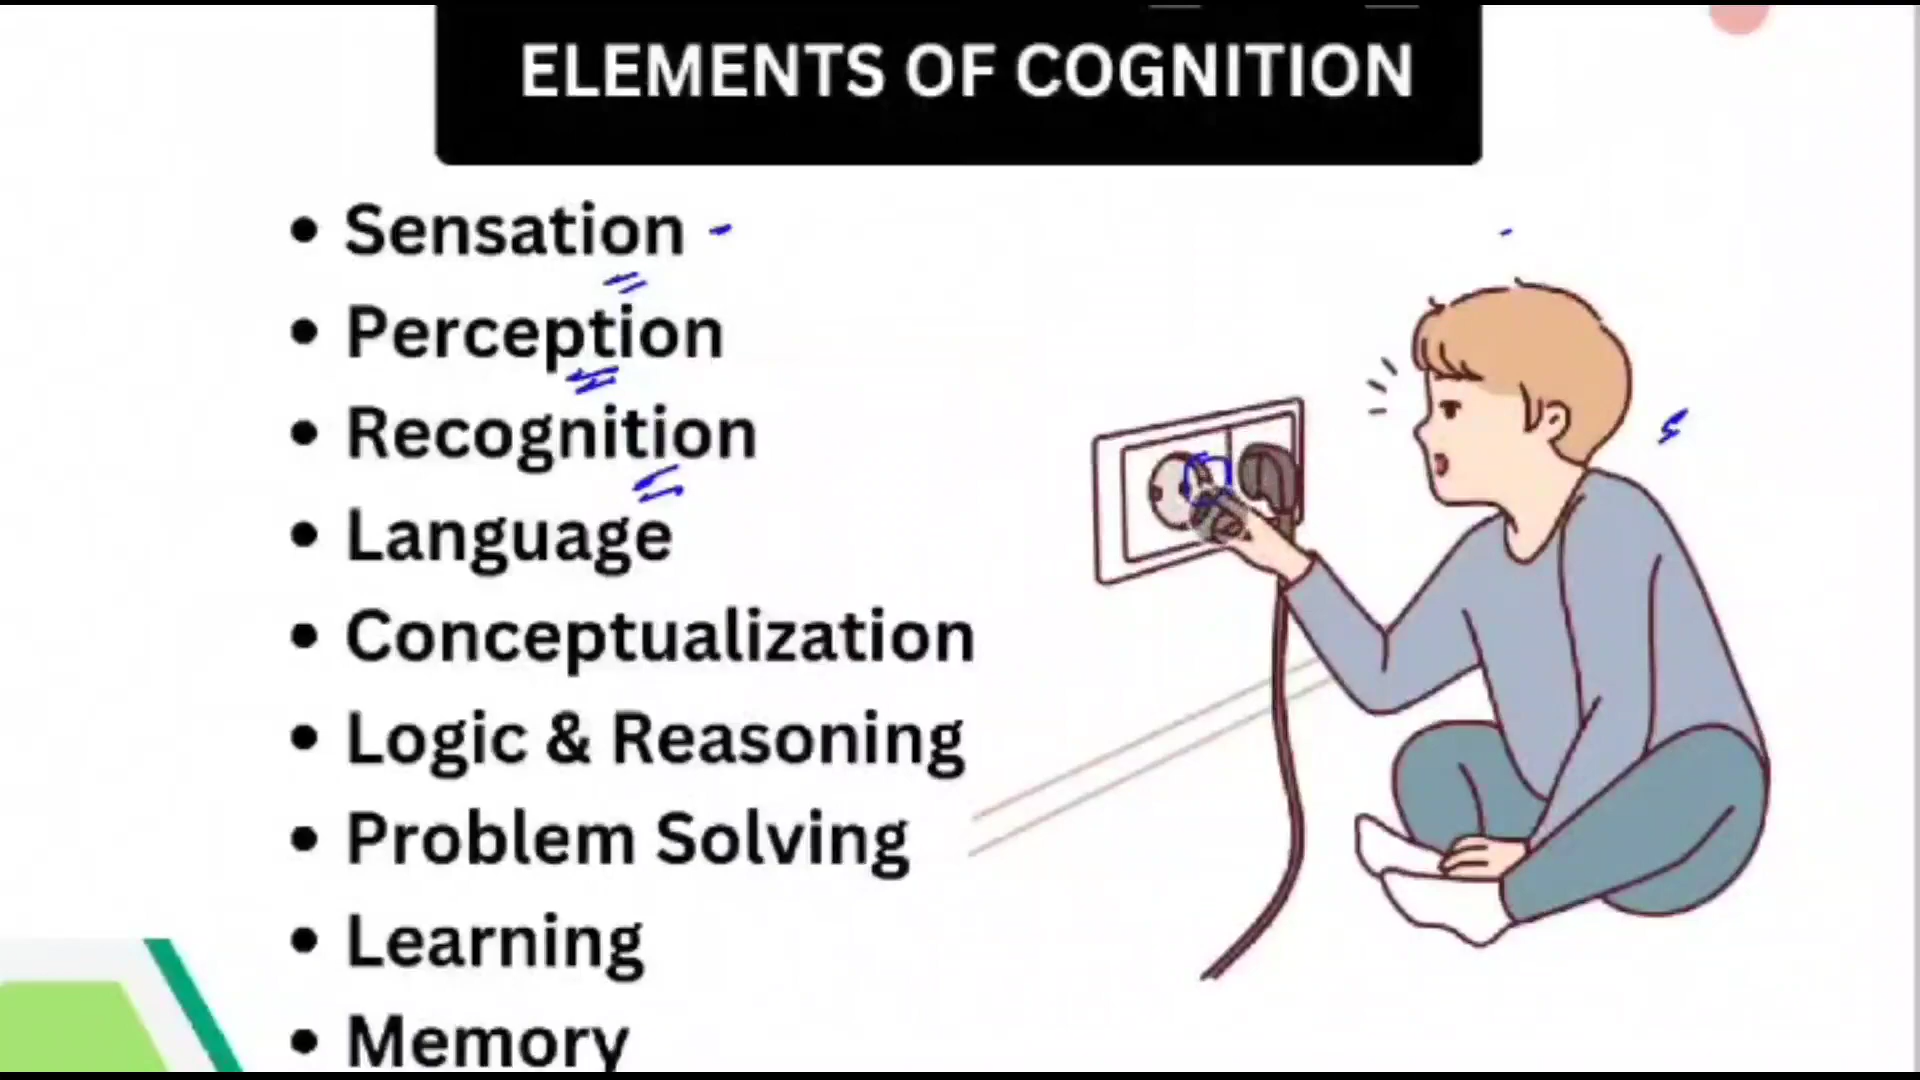 ELEMENTS OF COGNITION
• Sensation -
• Perception
• Recognition
• Language
• Conceptualization
• Logic & Reasoning
• Problem Solving
• Learning
• Memory